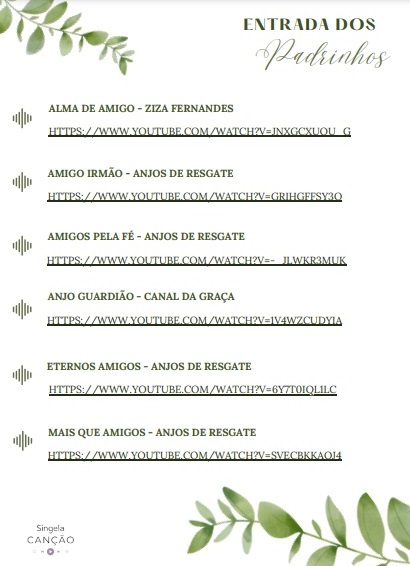 ENTRADA DOS
Padrinhos
ALMA DE AMIGO - ZIZA FERNANDES
HTTPS://WWW.YOUTUBE.COM/WATCH?V=JNXGCXUOU_G
AMIGO IRMÃO - ANJOS DE RESGATE
HTTPS://WWW.YOUTUBE.COM/WATCH?V=GRIHGFFSY3Q
AMIGOS PELA FÉ - ANJOS DE RESGATE
HTTPS://WWW.YOUTUBE.COM/WATCH?V=-_JLWKR3MUK
ANJO GUARDIÃO - CANAL DA GRAÇA
HTTPS://WWW.YOUTUBE.COM/WATCH?V=1V4WZCUDYIA
ETERNOS AMIGOS - ANJOS DE RESGATE
HTTPS://WWW.YOUTUBE.COM/WATCH?V=6Y7T0IQL1LC
MAIS QUE AMIGOS - ANJOS DE RESGATE
HTTPS://WWW.YOUTUBE.COM/WATCH?V=SVECBKKAQJ4
Singela
CANÇÃO